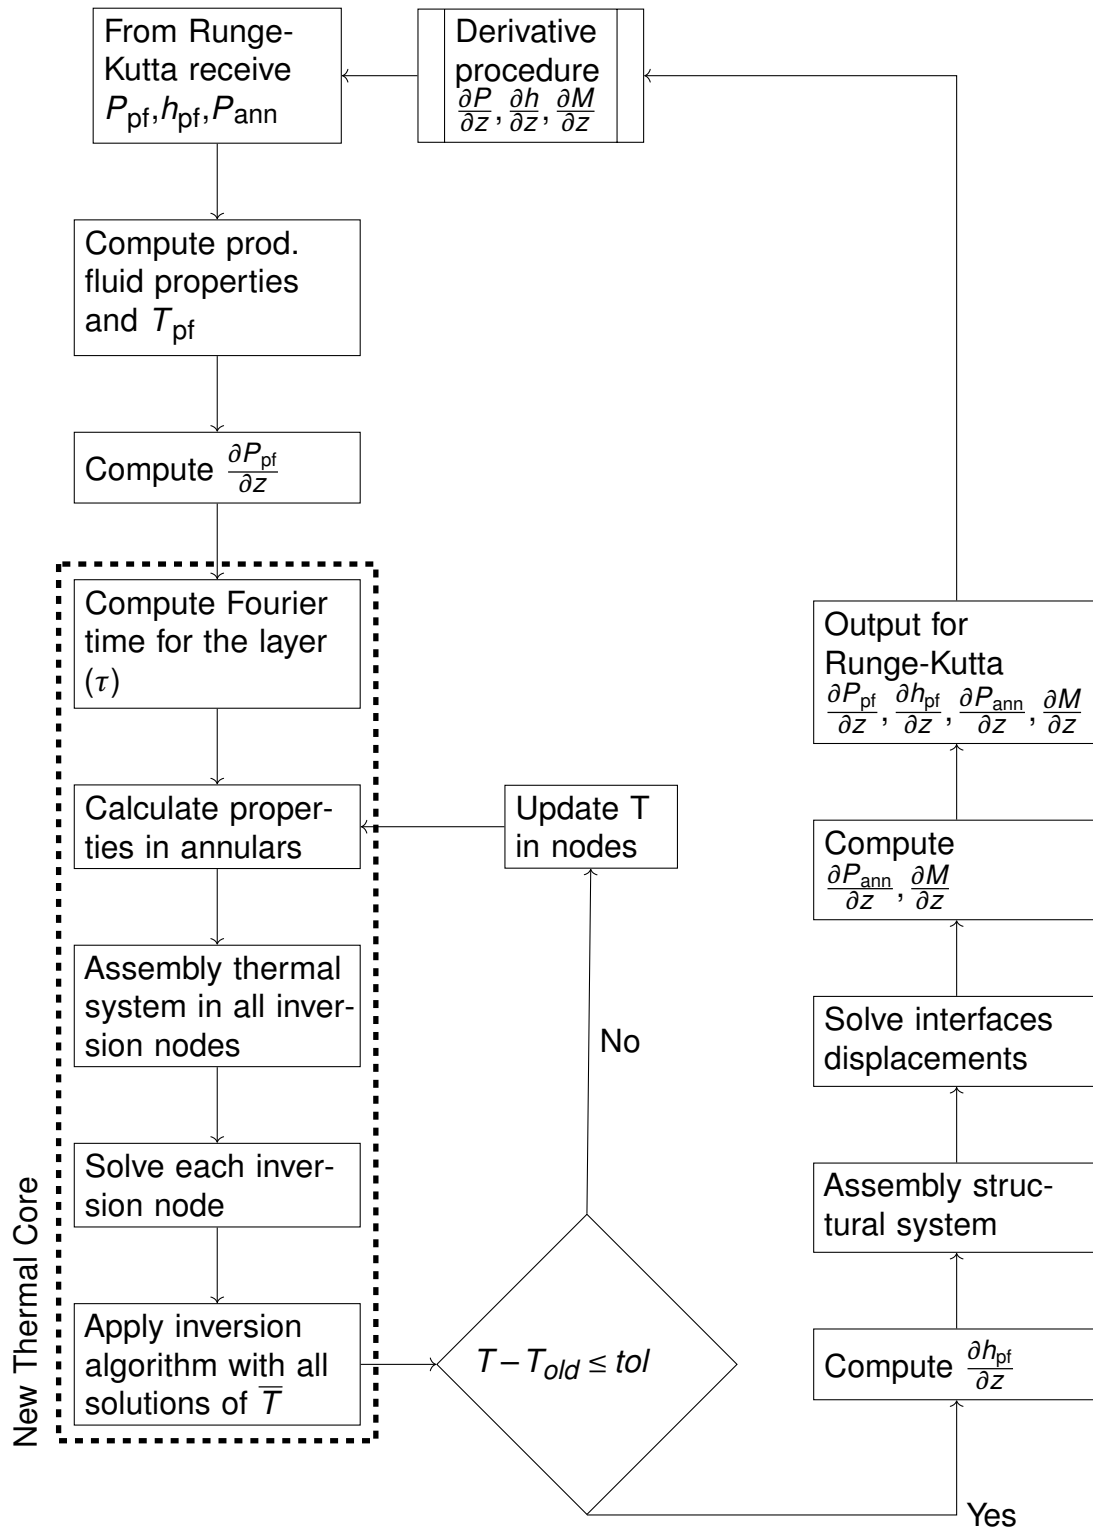 From Runge-
Kutta receive
P_pf, h_pf, P_ann
Derivative
procedure
∂P/∂z, ∂h/∂z, ∂M/∂z
Compute prod.
fluid properties
and T_pf
Compute ∂P_pf/∂z
New Thermal Core
Compute Fourier
time for the layer
(τ)
Calculate proper-
ties in annulars
Assembly thermal
system in all inver-
sion nodes
Solve each inver-
sion node
Apply inversion
algorithm with all
solutions of T̅
T − T_old ≤ tol
No
Update T
in nodes
Yes
Compute ∂h_pf/∂z
Assembly struc-
tural system
Solve interfaces
displacements
Compute
∂P_ann/∂z, ∂M/∂z
Output for
Runge-Kutta
∂P_pf/∂z, ∂h_pf/∂z, ∂P_ann/∂z, ∂M/∂z